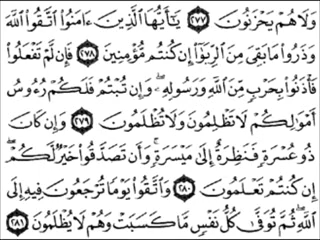 وَلَا هُمْ يَحْزَنُونَ ٢٧٧ يَٰٓأَيُّهَا ٱلَّذِينَ ءَامَنُوا۟ ٱتَّقُوا۟ ٱللَّهَ
وَذَرُوا۟ مَا بَقِىَ مِنَ ٱلرِّبَوٰٓا۟ إِن كُنتُم مُّؤْمِنِينَ ٢٧٨ فَإِن لَّمْ تَفْعَلُوا۟
فَأْذَنُوا۟ بِحَرْبٍ مِّنَ ٱللَّهِ وَرَسُولِهِۦ ۖ وَإِن تُبْتُمْ فَلَكُمْ رُءُوسُ
أَمْوَٰلِكُمْ لَا تَظْلِمُونَ وَلَا تُظْلَمُونَ ٢٧٩ وَإِن كَانَ
ذُو عُسْرَةٍ فَنَظِرَةٌ إِلَىٰ مَيْسَرَةٍ ۚ وَأَن تَصَدَّقُوا۟ خَيْرٌ لَّكُمْ ۖ
إِن كُنتُمْ تَعْلَمُونَ ٢٨٠ وَٱتَّقُوا۟ يَوْمًا تُرْجَعُونَ فِيهِ إِلَى
ٱللَّهِ ۖ ثُمَّ تُوَفَّىٰ كُلُّ نَفْسٍ مَّا كَسَبَتْ وَهُمْ لَا يُظْلَمُونَ ٢٨١